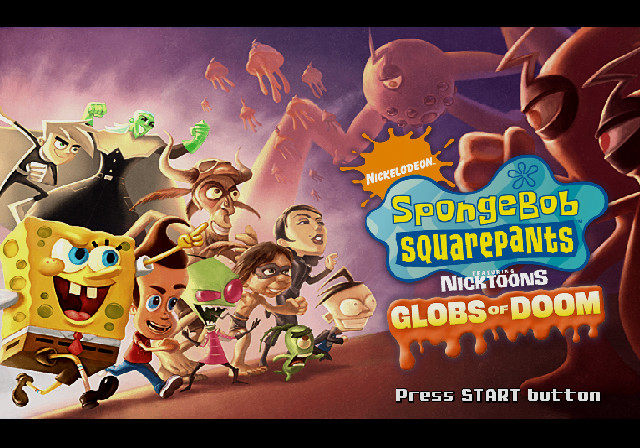 NICKELODEON
SpongeBob
SQUAREPANTS
FEATURING
NICKTOONS
GLOBS OF DOOM
Press START button